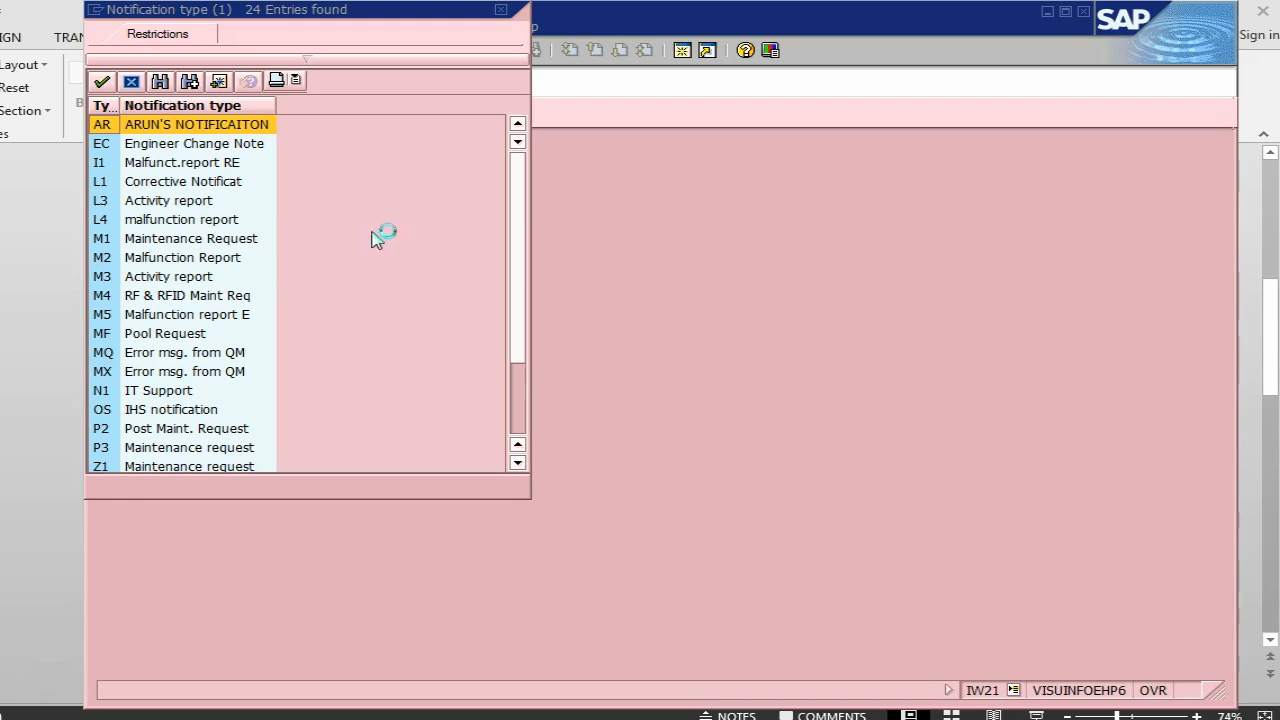 Notification type (1)   24 Entries found
Restrictions
Ty.. Notification type
AR ARUN'S NOTIFICAITON
EC Engineer Change Note
I1 Malfunct.report RE
L1 Corrective Notificat
L3 Activity report
L4 malfunction report
M1 Maintenance Request
M2 Malfunction Report
M3 Activity report
M4 RF & RFID Maint Req
M5 Malfunction report E
MF Pool Request
MQ Error msg. from QM
MX Error msg. from QM
N1 IT Support
OS IHS notification
P2 Post Maint. Request
P3 Maintenance request
Z1 Maintenance request
SAP
Sign in
IGN TRAN
Layout
Reset
Section
es
IW21 VISUINFOEHP6 OVR
NOTES COMMENTS 74%